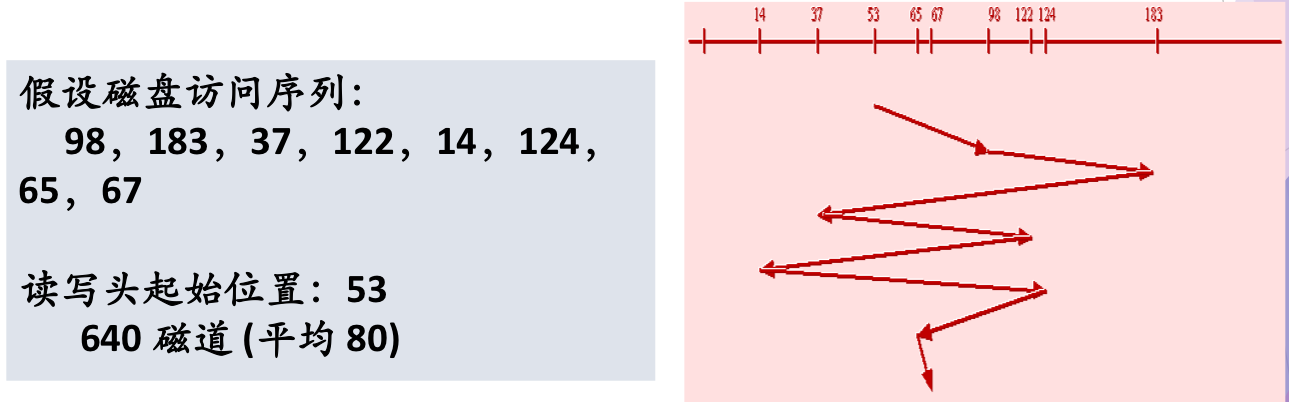 假设磁盘访问序列：
98，183，37，122，14，124，
65，67
读写头起始位置：53
640 磁道 (平均 80)
14 37 53 65 67 98 122 124 183